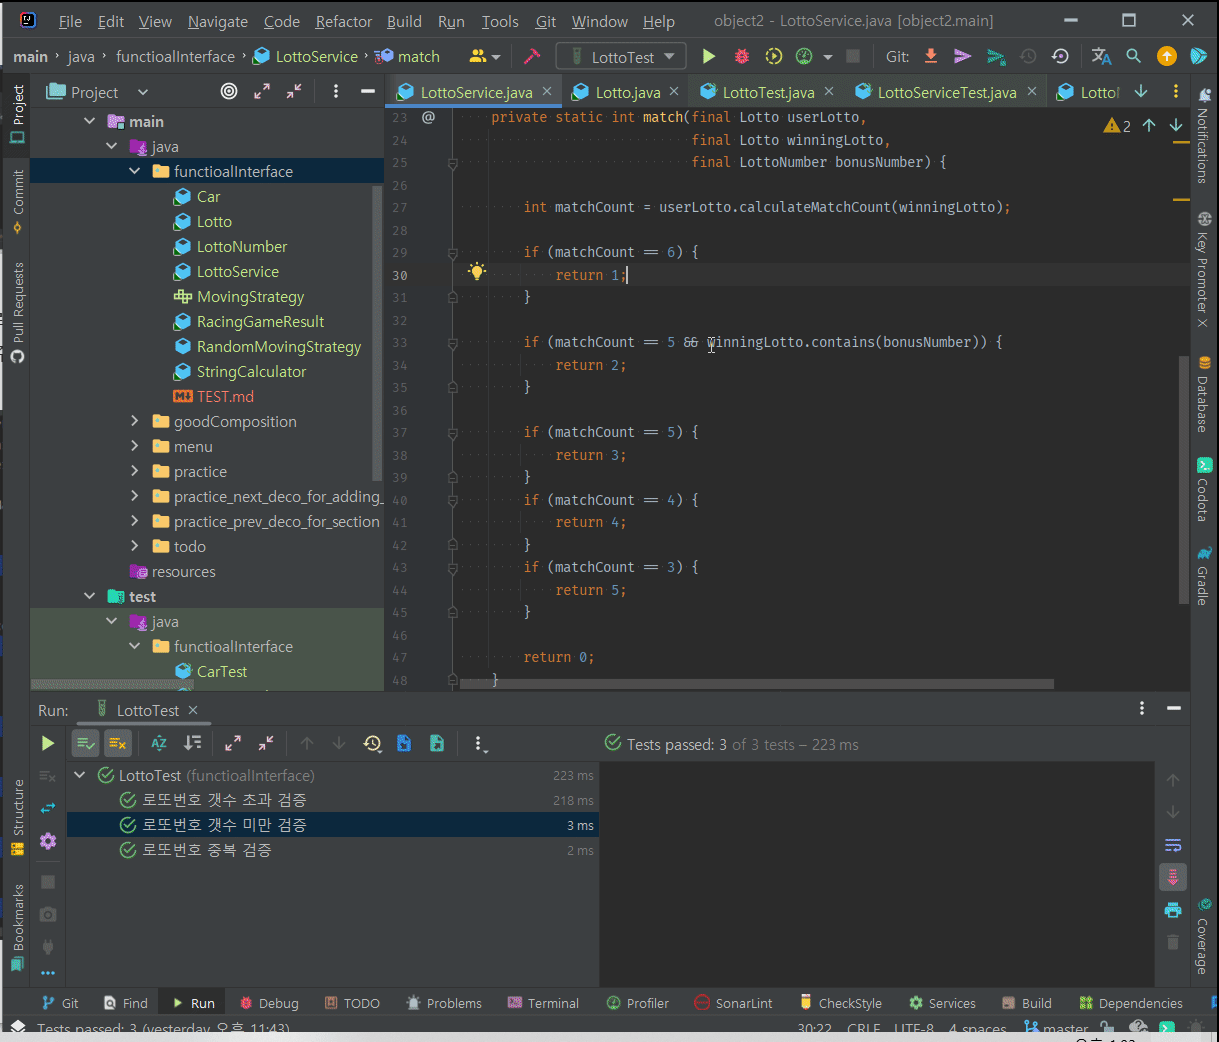 File Edit View Navigate Code Refactor Build Run Tools Git Window Help object2 - LottoService.java [object2.main]
main java functioalInterface LottoService match LottoTest Git:
Project LottoService.java Lotto.java LottoTest.java LottoServiceTest.java
main
java
functioalInterface
Car
Lotto
LottoNumber
LottoService
MovingStrategy
RacingGameResult
RandomMovingStrategy
StringCalculator
TEST.md
goodComposition
menu
practice
practice_next_deco_for_adding_
practice_prev_deco_for_section
todo
resources
test
java
functioalInterface
CarTest
Project
Commit
Pull Requests
Structure
Bookmarks
23 @ private static int match(final Lotto userLotto,
24 final Lotto winningLotto,
25 final LottoNumber bonusNumber) {
26
27 int matchCount = userLotto.calculateMatchCount(winningLotto);
28
29 if (matchCount == 6) {
30 return 1;
31 }
32
33 if (matchCount == 5 && winningLotto.contains(bonusNumber)) {
34 return 2;
35 }
36
37 if (matchCount == 5) {
38 return 3;
39 }
40 if (matchCount == 4) {
41 return 4;
42 }
43 if (matchCount == 3) {
44 return 5;
45 }
46
47 return 0;
48 }
2
Notifications
Key Promoter X
Database
Codota
Gradle
Coverage
Run: LottoTest
Tests passed: 3 of 3 tests – 223 ms
LottoTest (functioalInterface) 223 ms
로또번호 갯수 초과 검증 218 ms
로또번호 갯수 미만 검증 3 ms
로또번호 중복 검증 2 ms
Git Find Run Debug TODO Problems Terminal Profiler SonarLint CheckStyle Services Build Dependencies
Tests passed: 3 (yesterday 오후 11:43) 30:22 CRLF UTF-8 4 spaces master